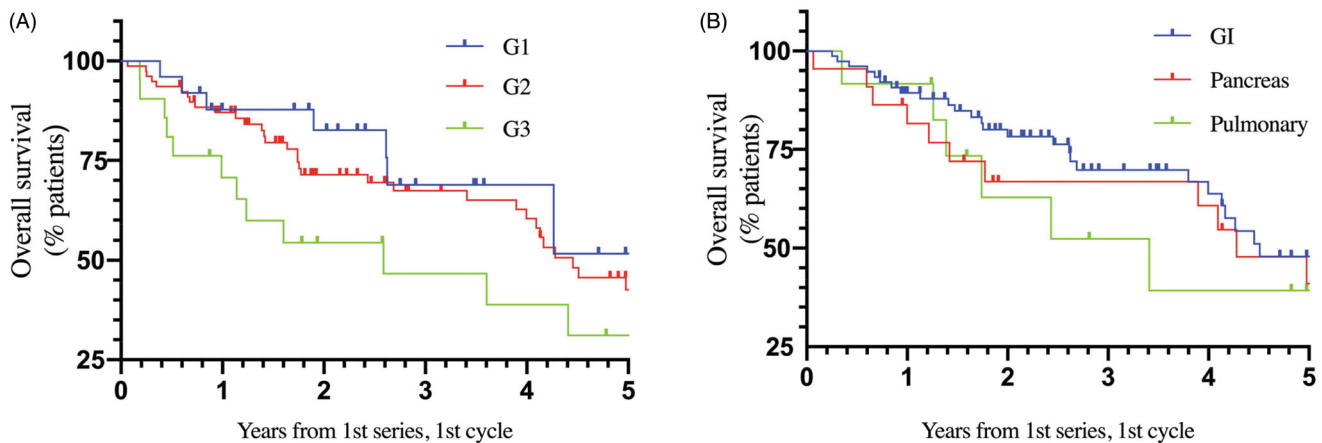 (A)
G1
G2
G3
100
75
50
25
Overall survival
(% patients)
0 1 2 3 4 5
Years from 1st series, 1st cycle
(B)
GI
Pancreas
Pulmonary
100
75
50
25
Overall survival
(% patients)
0 1 2 3 4 5
Years from 1st series, 1st cycle